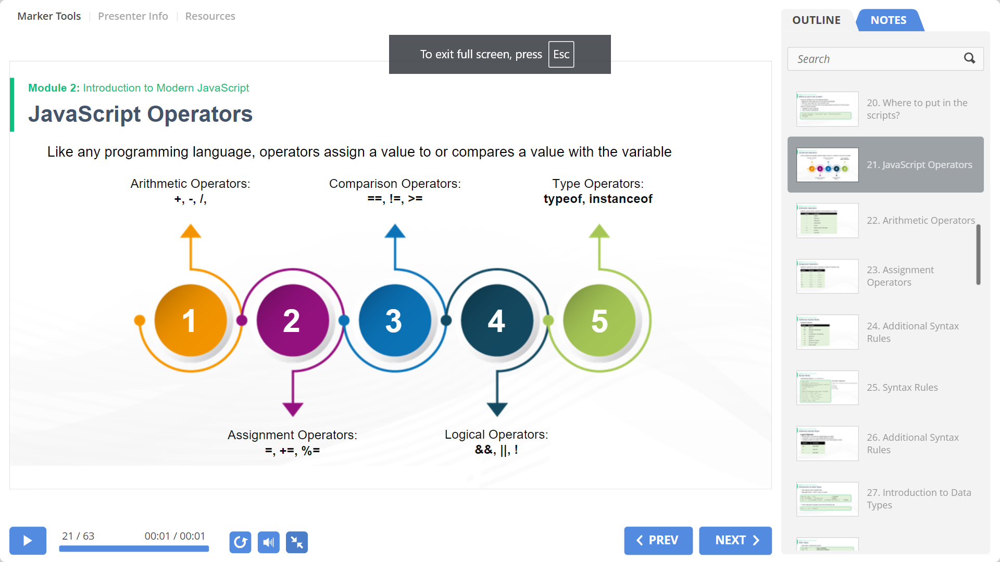 Marker Tools
Presenter Info
Resources
To exit full screen, press Esc
OUTLINE
NOTES
Search
Module 2: Introduction to Modern JavaScript
JavaScript Operators
Like any programming language, operators assign a value to or compares a value with the variable
Arithmetic Operators:
+, -, /,
Comparison Operators:
==, !=, >=
Type Operators:
typeof, instanceof
1
2
3
4
5
Assignment Operators:
=, +=, %=
Logical Operators:
&&, ||, !
20. Where to put in the
scripts?
21. JavaScript Operators
22. Arithmetic Operators
23. Assignment
Operators
24. Additional Syntax
Rules
25. Syntax Rules
26. Additional Syntax
Rules
27. Introduction to Data
Types
21 / 63
00:01 / 00:01
PREV
NEXT